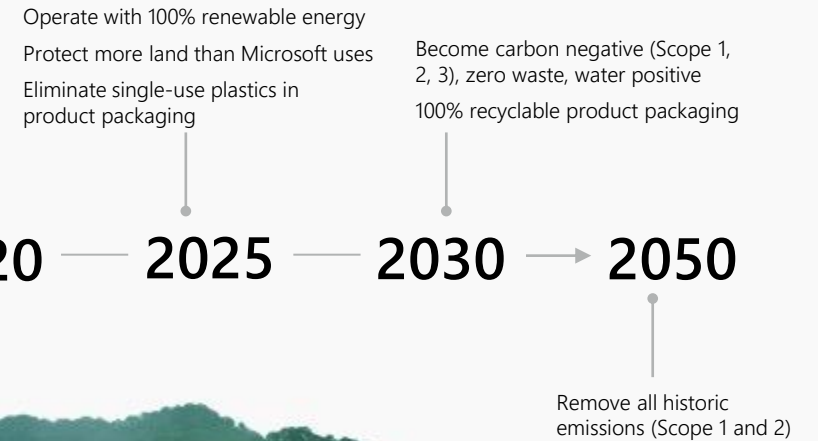 Operate with 100% renewable energy
Protect more land than Microsoft uses
Eliminate single-use plastics in
product packaging
Become carbon negative (Scope 1,
2, 3), zero waste, water positive
100% recyclable product packaging
20 2025 2030 2050
Remove all historic
emissions (Scope 1 and 2)